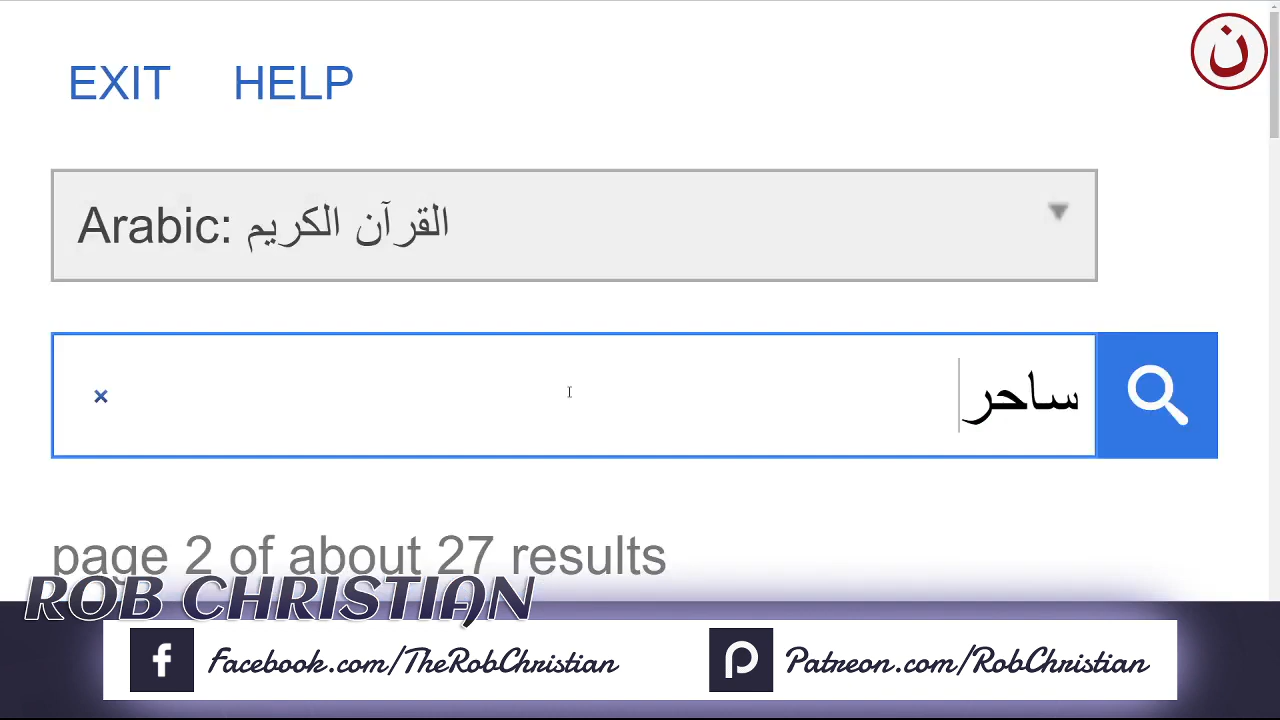 ن
EXIT HELP
Arabic: القرآن الكريم
× ساحر
page 2 of about 27 results
ROB CHRISTIAN
f Facebook.com/TheRobChristian Patreon.com/RobChristian